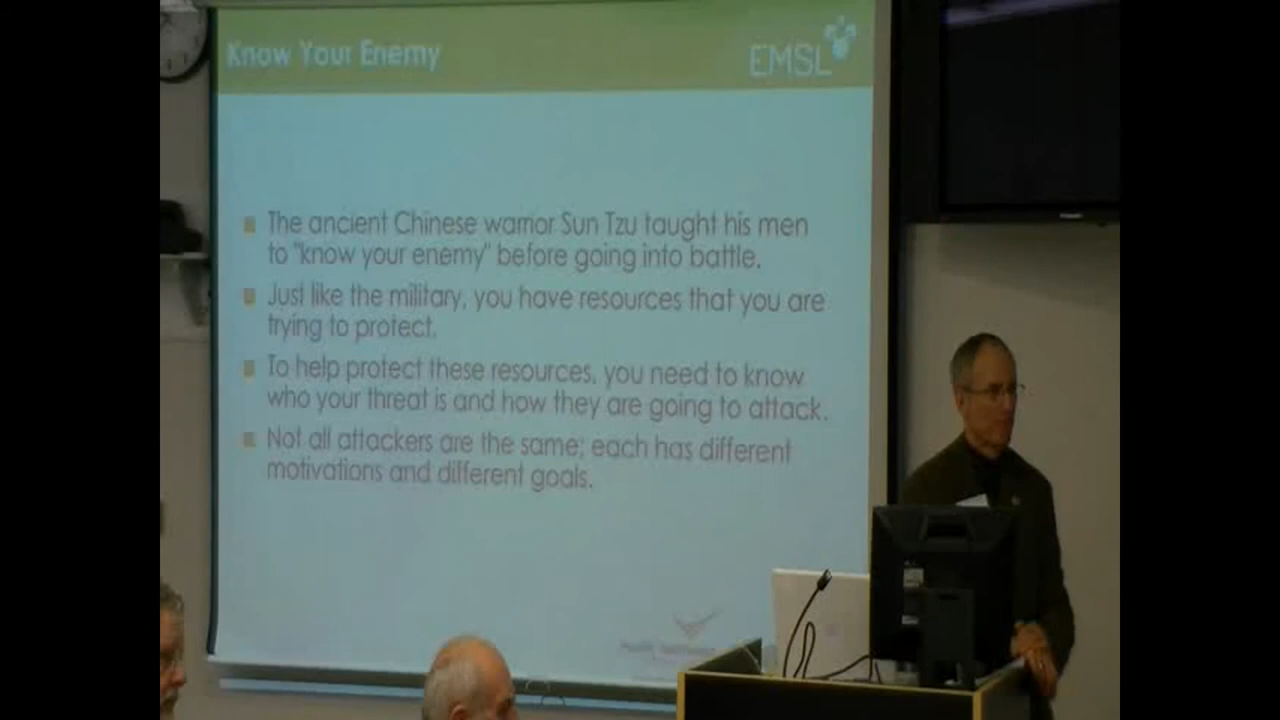 Know Your Enemy
EMSL
The ancient Chinese warrior Sun Tzu taught his men
to "know your enemy" before going into battle.
Just like the military, you have resources that you are
trying to protect.
To help protect these resources, you need to know
who your threat is and how they are going to attack.
Not all attackers are the same; each has different
motivations and different goals.